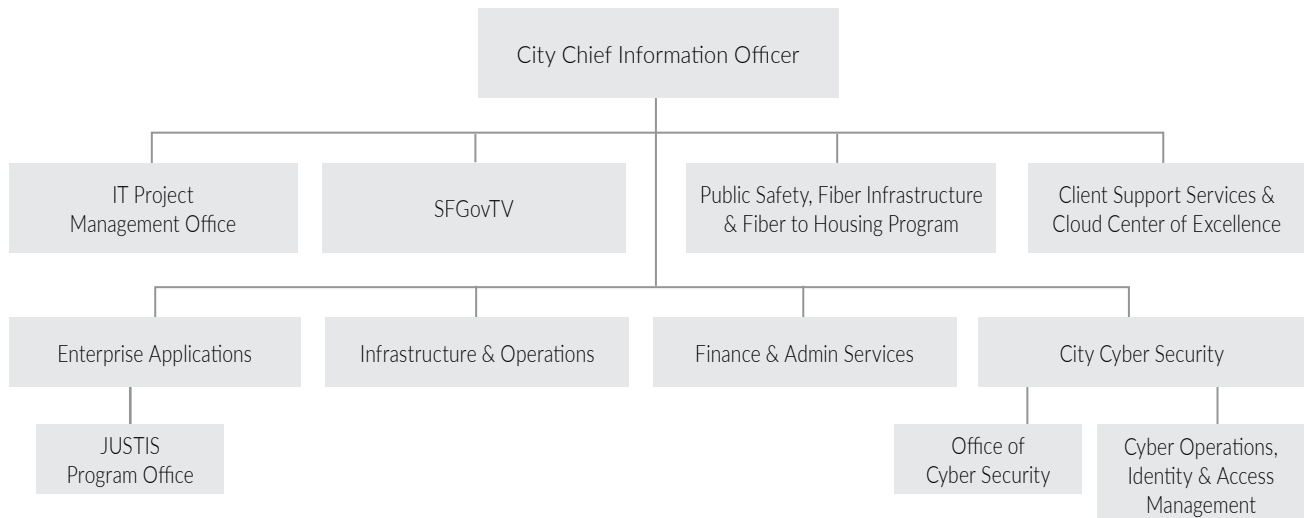 City Chief Information Officer
IT Project
Management Office
SFGovTV
Public Safety, Fiber Infrastructure
& Fiber to Housing Program
Client Support Services &
Cloud Center of Excellence
Enterprise Applications
Infrastructure & Operations
Finance & Admin Services
City Cyber Security
JUSTIS
Program Office
Office of
Cyber Security
Cyber Operations,
Identity & Access
Management